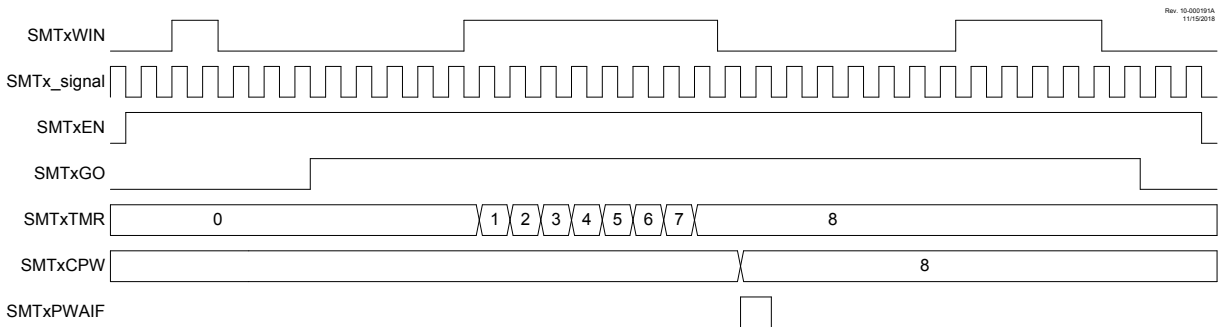 Rev. 10-000191A
11/15/2018
SMTxWIN
SMTx_signal
SMTxEN
SMTxGO
SMTxTMR 0 1 2 3 4 5 6 7 8
SMTxCPW 8
SMTxPWAIF